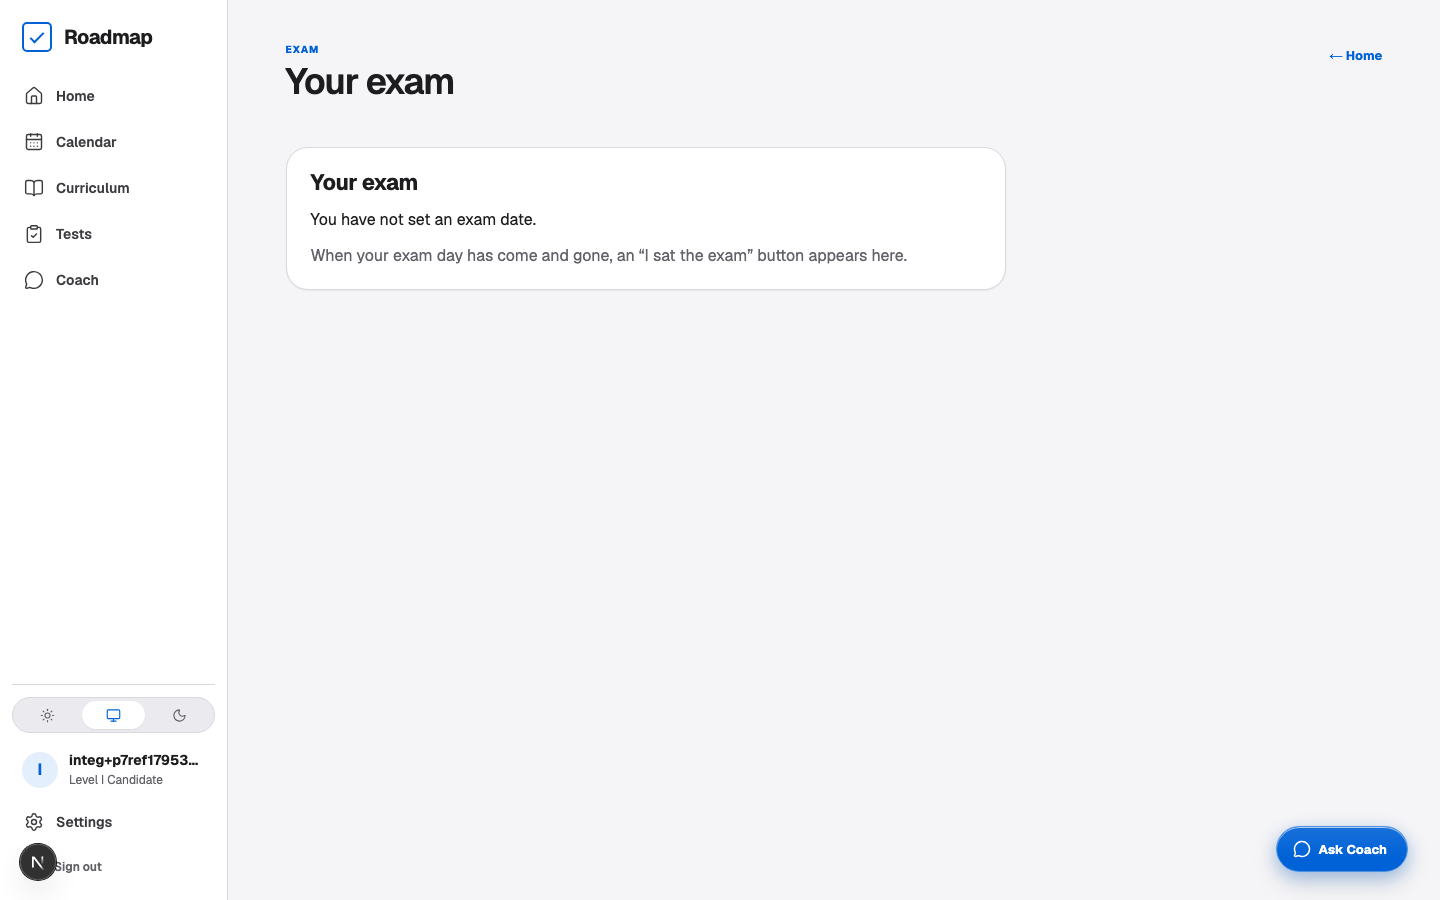 Roadmap
Home
Calendar
Curriculum
Tests
Coach
I
integ+p7ref17953...
Level I Candidate
Settings
N
Sign out
EXAM
Your exam
← Home
Your exam
You have not set an exam date.
When your exam day has come and gone, an “I sat the exam” button appears here.
Ask Coach